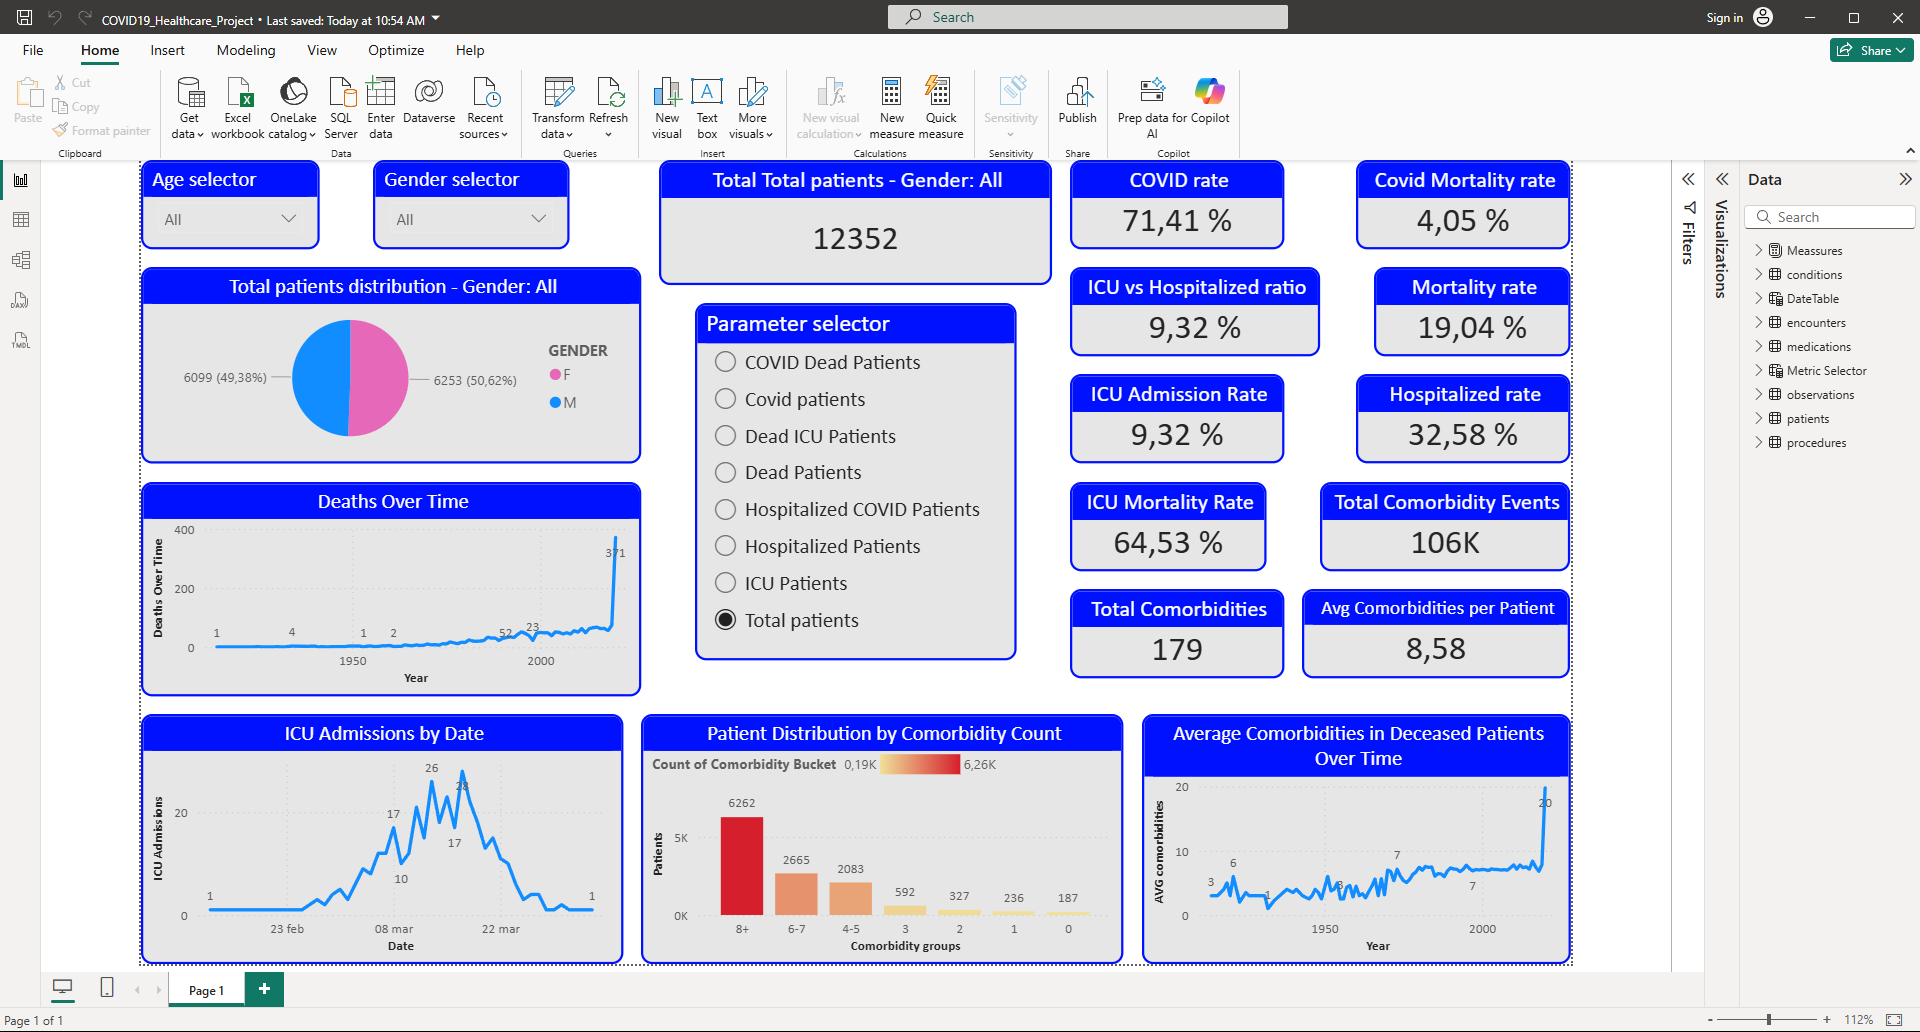 COVID19_Healthcare_Project • Last saved: Today at 10:54 AM
Search
Sign in
File Home Insert Modeling View Optimize Help
Share
Paste
Cut
Copy
Format painter
Clipboard
Get data
Excel workbook
OneLake catalog
SQL Server
Enter data
Dataverse
Recent sources
Data
Transform data
Refresh
Queries
New visual
Text box
More visuals
Insert
New visual calculation
New measure
Quick measure
Calculations
Sensitivity
Sensitivity
Publish
Share
Prep data for AI
Copilot
Copilot
DAX
TMDL
Age selector
All
Gender selector
All
Total Total patients - Gender: All
12352
COVID rate
71,41 %
Covid Mortality rate
4,05 %
Total patients distribution - Gender: All
6099 (49,38%)
6253 (50,62%)
GENDER
F
M
Parameter selector
COVID Dead Patients
Covid patients
Dead ICU Patients
Dead Patients
Hospitalized COVID Patients
Hospitalized Patients
ICU Patients
Total patients
ICU vs Hospitalized ratio
9,32 %
Mortality rate
19,04 %
ICU Admission Rate
9,32 %
Hospitalized rate
32,58 %
ICU Mortality Rate
64,53 %
Total Comorbidity Events
106K
Total Comorbidities
179
Avg Comorbidities per Patient
8,58
Deaths Over Time
Deaths Over Time
400
200
0
1
4
1
2
52
23
371
1950
2000
Year
ICU Admissions by Date
ICU Admissions
20
0
1
17
10
26
17
28
1
23 feb
08 mar
22 mar
Date
Patient Distribution by Comorbidity Count
Count of Comorbidity Bucket 0,19K 6,26K
Patients
5K
0K
6262
2665
2083
592
327
236
187
8+
6-7
4-5
3
2
1
0
Comorbidity groups
Average Comorbidities in Deceased Patients
Over Time
AVG comorbidities
20
10
0
3
6
1
3
7
7
20
1950
2000
Year
Filters
Visualizations
Data
Search
Meassures
conditions
DateTable
encounters
medications
Metric Selector
observations
patients
procedures
Page 1
+
Page 1 of 1
- + 112%